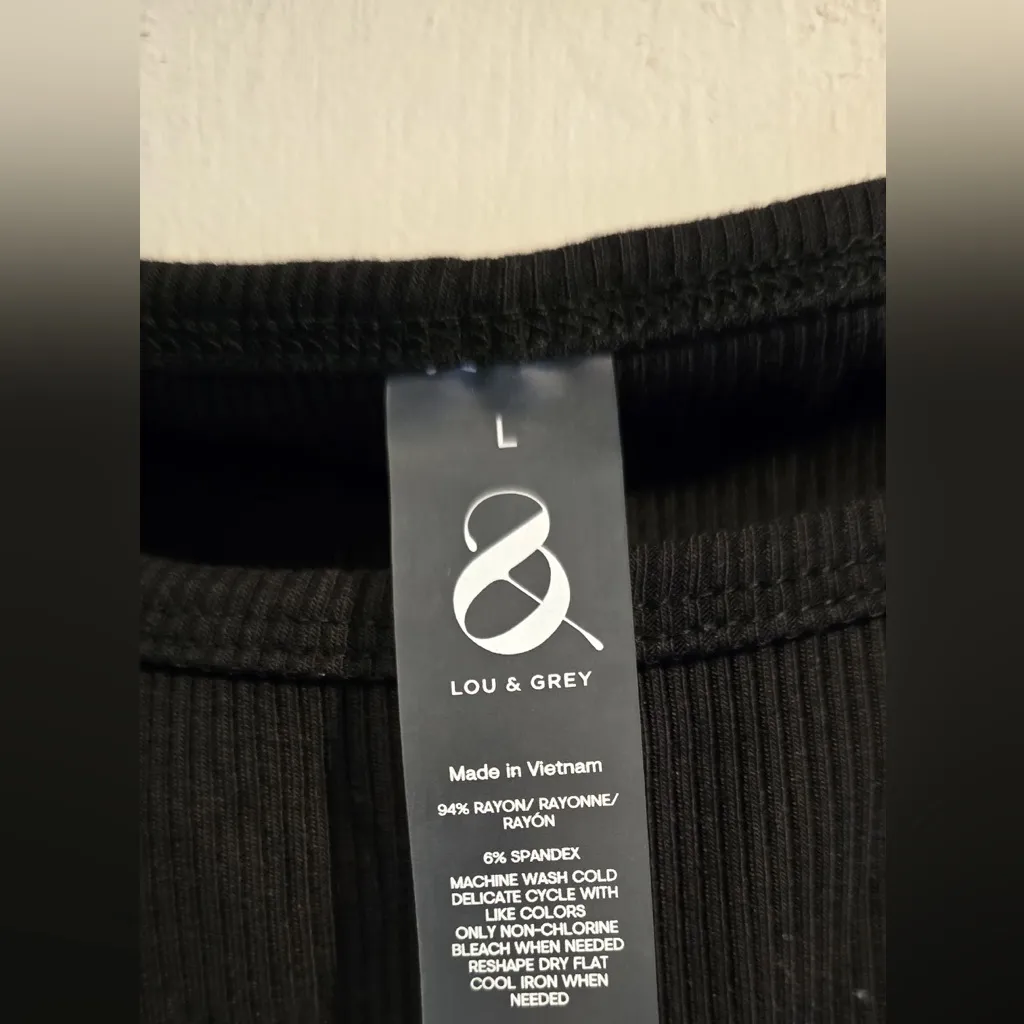 L
&
LOU & GREY
Made in Vietnam
94% RAYON/ RAYONNE/
RAYÓN
6% SPANDEX
MACHINE WASH COLD
DELICATE CYCLE WITH
LIKE COLORS
ONLY NON-CHLORINE
BLEACH WHEN NEEDED
RESHAPE DRY FLAT
COOL IRON WHEN
NEEDED